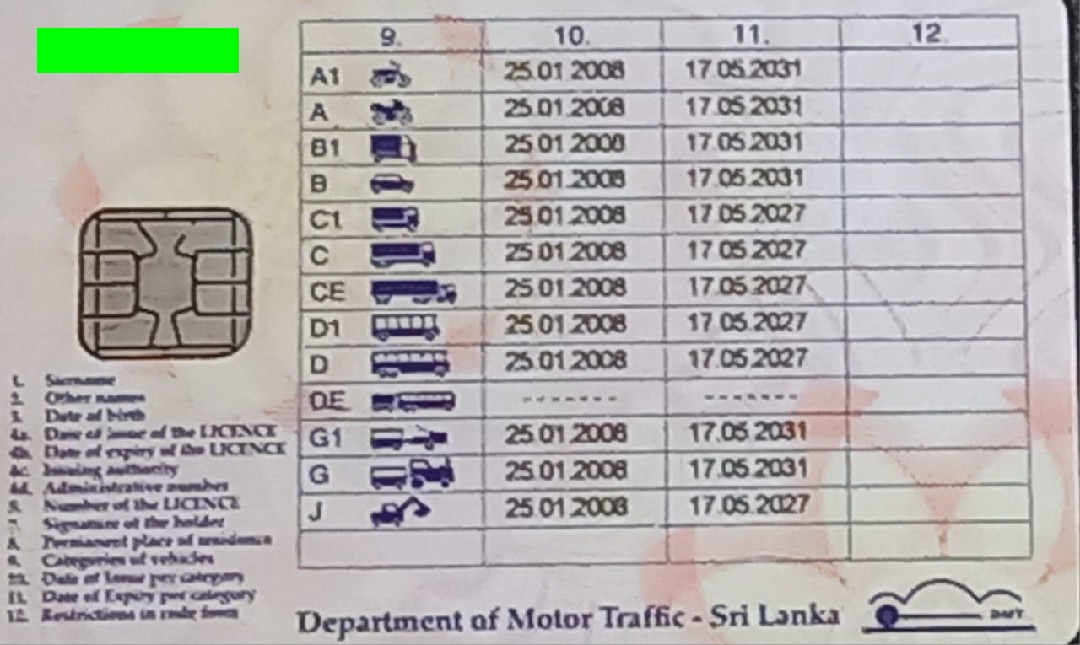 9. 10. 11. 12.
A1 25.01.2008 17.05.2031
A 25.01.2008 17.05.2031
B1 25.01.2008 17.05.2031
B 25.01.2008 17.05.2031
C1 25.01.2008 17.05.2027
C 25.01.2008 17.05.2027
CE 25.01.2008 17.05.2027
D1 25.01.2008 17.05.2027
D 25.01.2008 17.05.2027
DE ------- -------
G1 25.01.2008 17.05.2031
G 25.01.2008 17.05.2031
J 25.01.2008 17.05.2027
1. Surname
2. Other names
3. Date of birth
4a. Date of issue of the LICENCE
4b. Date of expiry of the LICENCE
4c. Issuing authority
4d. Administrative number
5. Number of the LICENCE
7. Signature of the holder
8. Permanent place of residence
9. Categories of vehicles
10. Date of Issue per category
11. Date of Expiry per category
12. Restrictions in code form
Department of Motor Traffic - Sri Lanka
DMT